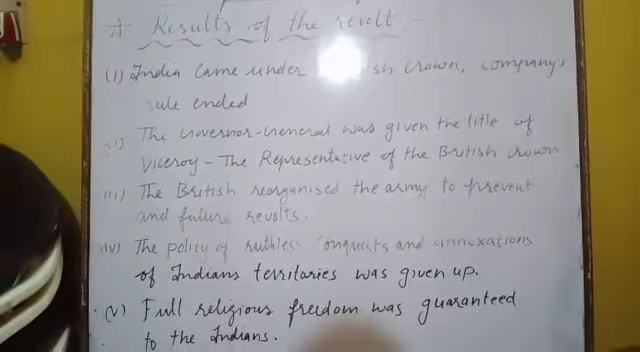 A Results of the revolt -
(I) India Came under sh Crown, company's
rule ended.
(II) The Governor-General was given the title of
Viceroy - The Representative of the British crown
(III) The British reorganised the army to prevent
and future revolts.
(IV) The policy of ruthless Conquests and annexations
of Indians territaries was given up.
(V) Full religious freedom was guaranteed
to the Indians.